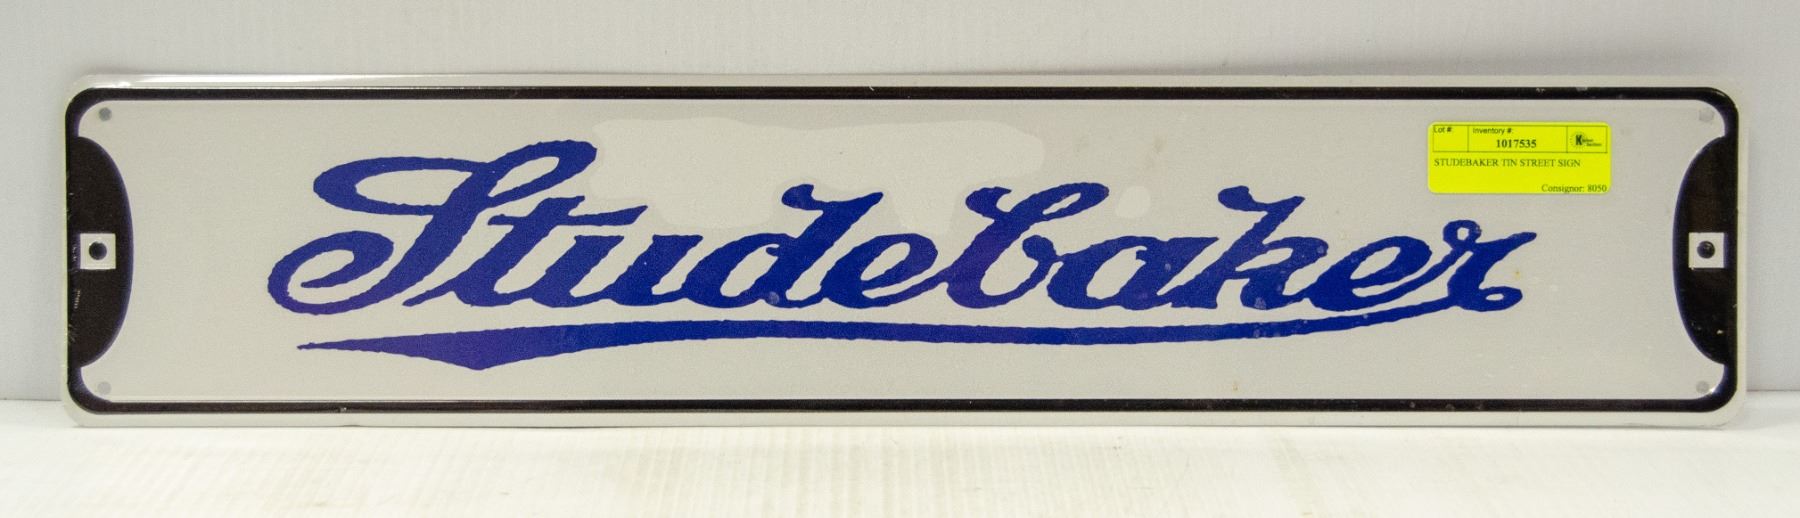 Studebaker
Lot #: Inventory #:
1017535
STUDEBAKER TIN STREET SIGN
Consignor: 8050